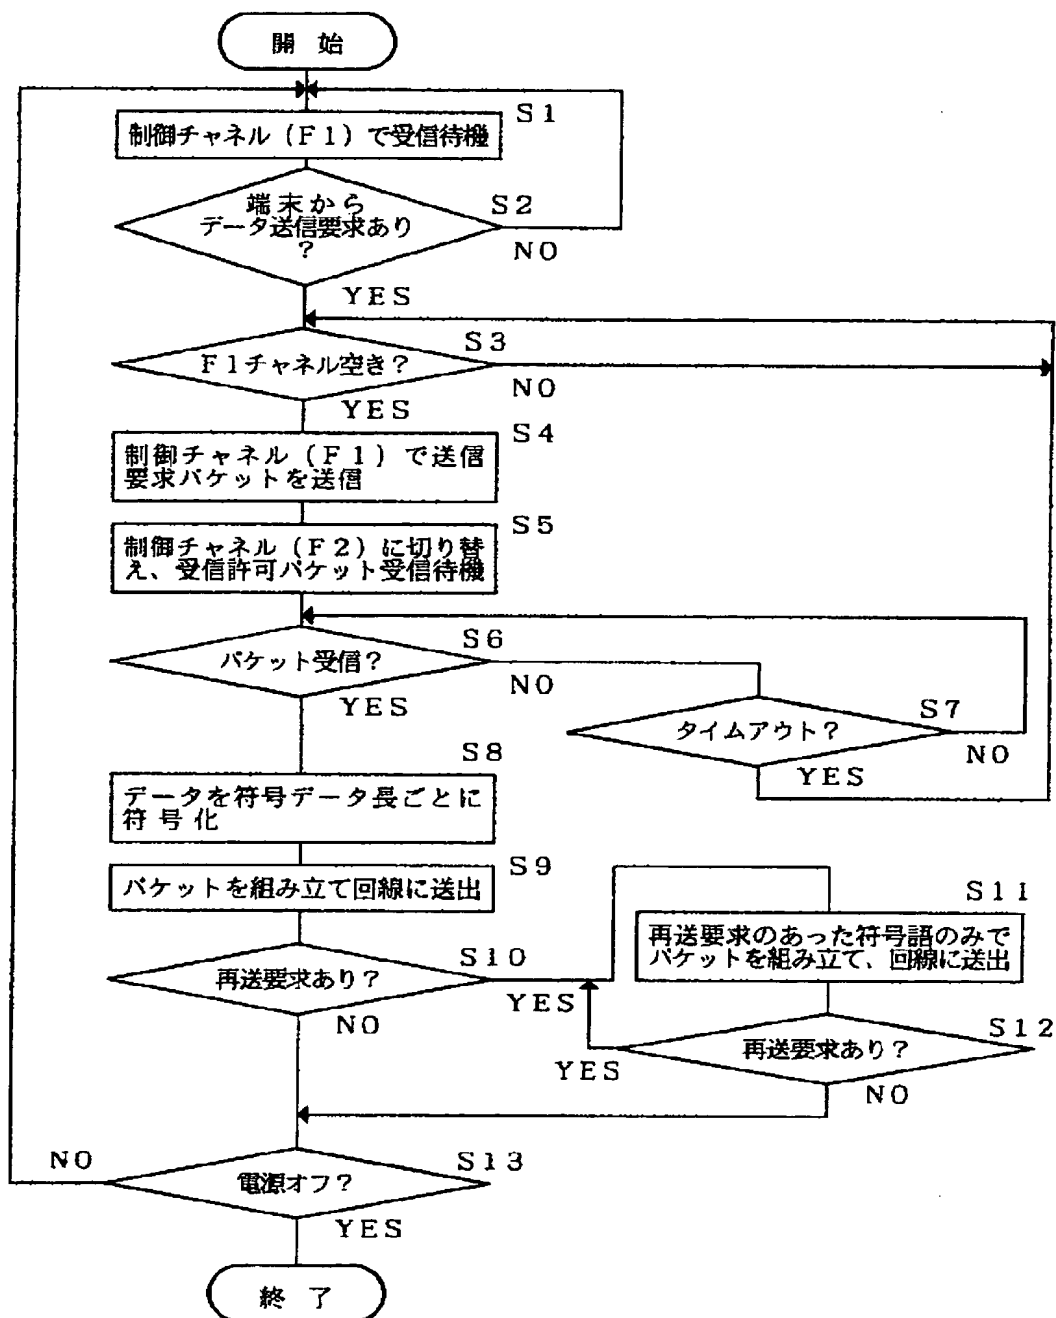 開始
S1
制御チャネル(F1)で受信待機
端末から
データ送信要求あり
?
S2
NO
YES
S3
F1チャネル空き?
NO
YES
S4
制御チャネル(F1)で送信
要求パケットを送信
S5
制御チャネル(F2)に切り替
え、受信許可パケット受信待機
S6
パケット受信?
NO
YES
S7
タイムアウト?
NO
YES
S8
データを符号データ長ごとに
符号化
S9
パケットを組み立て回線に送出
S10
再送要求あり?
YES
NO
S11
再送要求のあった符号語のみで
パケットを組み立て、回線に送出
S12
再送要求あり?
YES
NO
NO
S13
電源オフ?
YES
終了